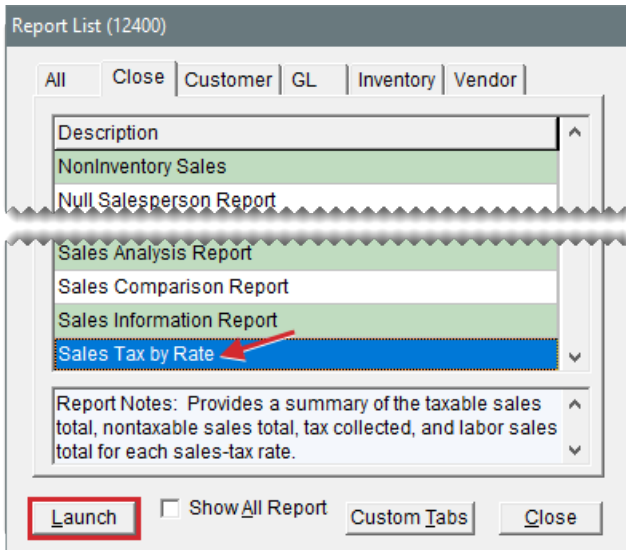 Report List (12400)
All Close Customer GL Inventory Vendor
Description
NonInventory Sales
Null Salesperson Report
Sales Analysis Report
Sales Comparison Report
Sales Information Report
Sales Tax by Rate
Report Notes: Provides a summary of the taxable sales
total, nontaxable sales total, tax collected, and labor sales
total for each sales-tax rate.
Launch Show All Report Custom Tabs Close